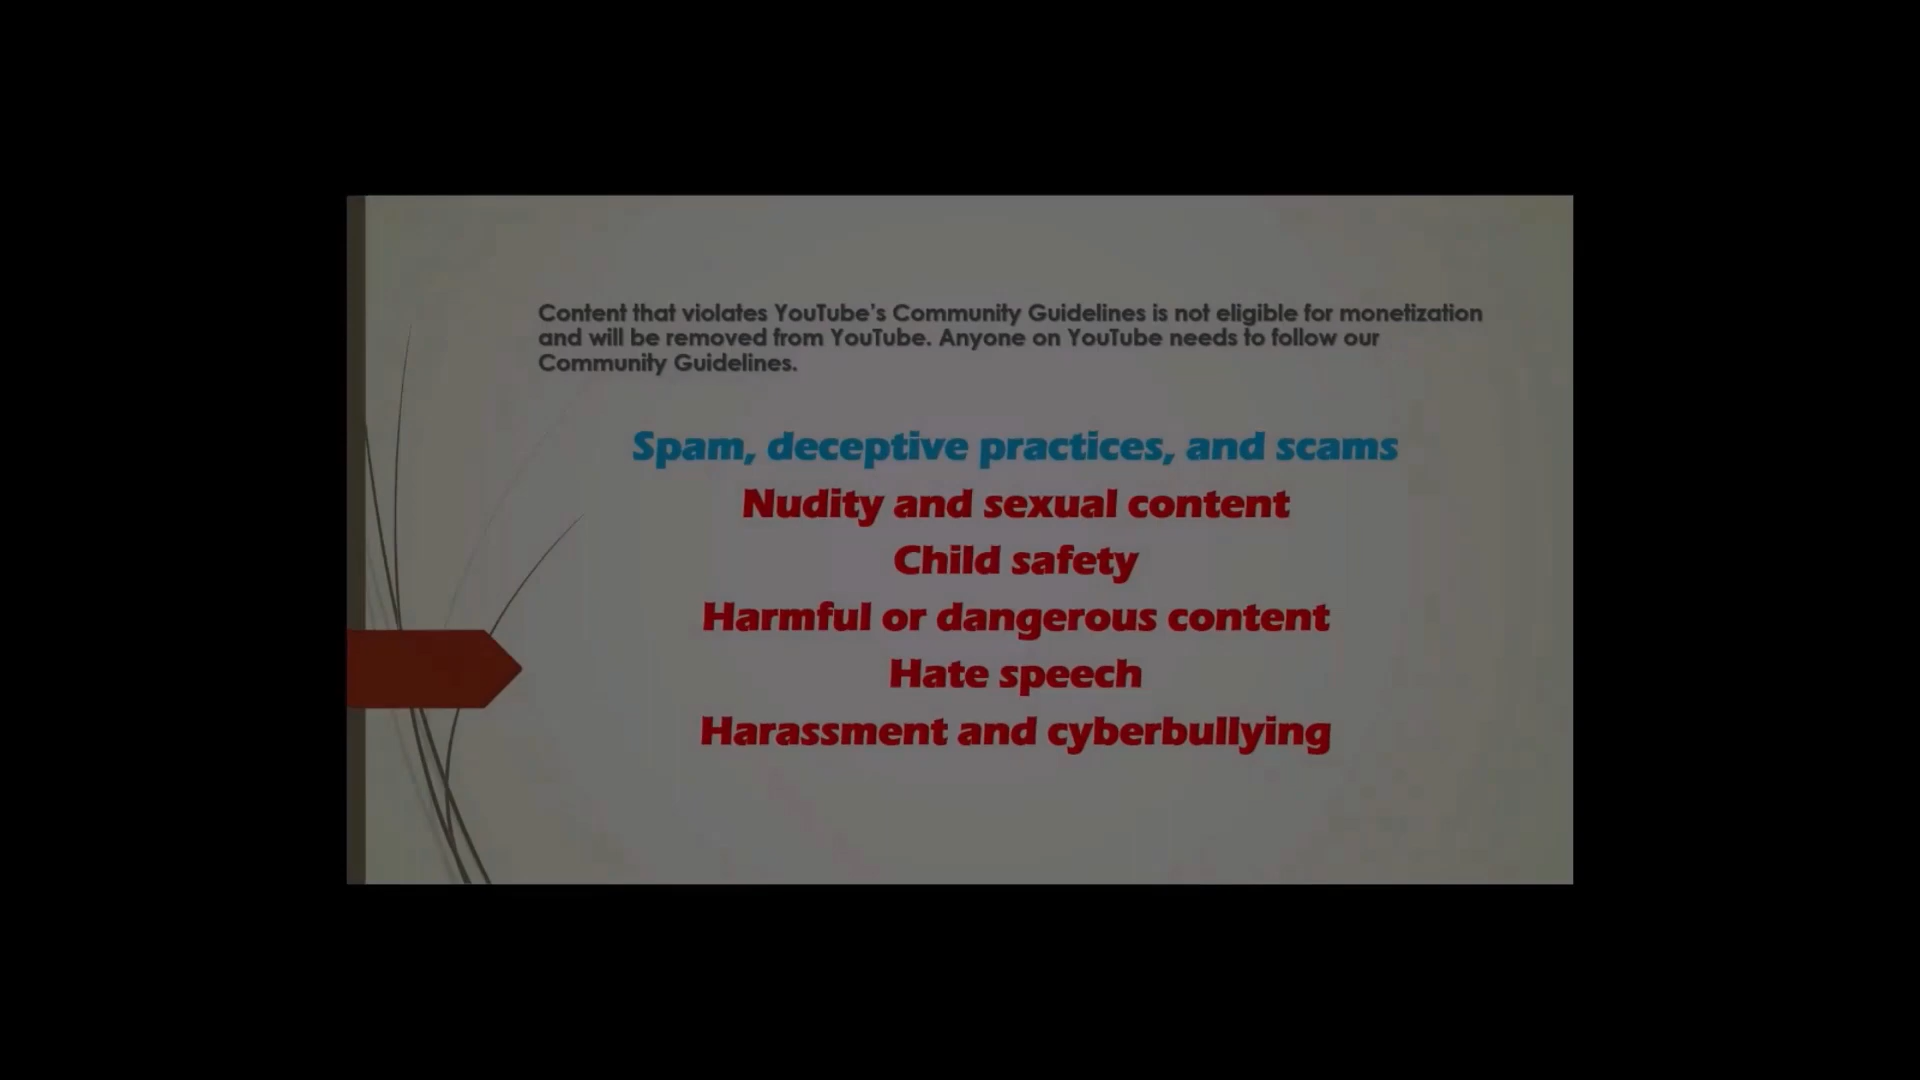 Content that violates YouTube's Community Guidelines is not eligible for monetization
and will be removed from YouTube. Anyone on YouTube needs to follow our
Community Guidelines.
Spam, deceptive practices, and scams
Nudity and sexual content
Child safety
Harmful or dangerous content
Hate speech
Harassment and cyberbullying